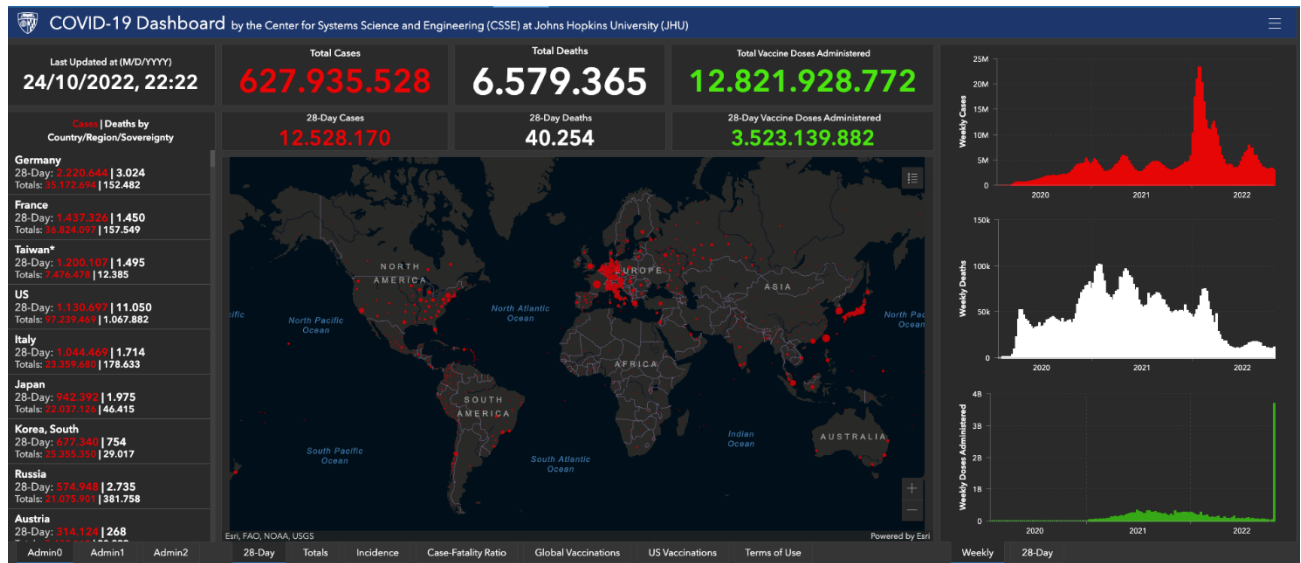 COVID-19 Dashboard by the Center for Systems Science and Engineering (CSSE) at Johns Hopkins University (JHU)
Last Updated at (M/D/YYYY)
24/10/2022, 22:22
Total Cases
627.935.528
Total Deaths
6.579.365
Total Vaccine Doses Administered
12.821.928.772
28-Day Cases
12.528.170
28-Day Deaths
40.254
28-Day Vaccine Doses Administered
3.523.139.882
Cases | Deaths by
Country/Region/Sovereignty
Germany
28-Day: 2.220.644 | 3.024
Totals: 35.172.694 | 152.482
France
28-Day: 1.437.326 | 1.450
Totals: 36.824.097 | 157.549
Taiwan*
28-Day: 1.200.107 | 1.495
Totals: 7.476.478 | 12.385
US
28-Day: 1.130.697 | 11.050
Totals: 97.239.469 | 1.067.882
Italy
28-Day: 1.044.469 | 1.714
Totals: 23.359.680 | 178.633
Japan
28-Day: 942.392 | 1.975
Totals: 22.037.126 | 46.415
Korea, South
28-Day: 677.340 | 754
Totals: 25.355.350 | 29.017
Russia
28-Day: 574.948 | 2.735
Totals: 21.075.901 | 381.758
Austria
28-Day: 314.124 | 268
Admin0
Admin1
Admin2
NORTH
AMERICA
EUROPE
ASIA
North Atlantic
Ocean
North Pacific
Ocean
North Pac
Ocean
cific
AFRICA
SOUTH
AMERICA
Indian
Ocean
AUSTRALIA
South Pacific
Ocean
South Atlantic
Ocean
+
−
Esri, FAO, NOAA, USGS
Powered by Esri
28-Day
Totals
Incidence
Case-Fatality Ratio
Global Vaccinations
US Vaccinations
Terms of Use
Weekly Cases
25M
20M
15M
10M
5M
0
2020
2021
2022
Weekly Deaths
150k
100k
50k
0
2020
2021
2022
Weekly Doses Administered
4B
3B
2B
1B
0
2020
2021
2022
Weekly
28-Day